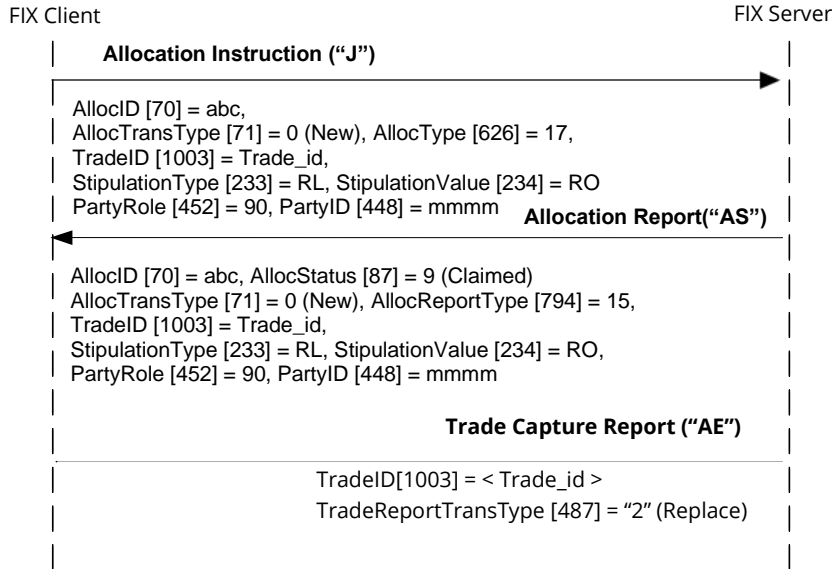 FIX Client
FIX Server
Allocation Instruction (“J”)
AllocID [70] = abc,
AllocTransType [71] = 0 (New), AllocType [626] = 17,
TradeID [1003] = Trade_id,
StipulationType [233] = RL, StipulationValue [234] = RO
PartyRole [452] = 90, PartyID [448] = mmmm
Allocation Report(“AS”)
AllocID [70] = abc, AllocStatus [87] = 9 (Claimed)
AllocTransType [71] = 0 (New), AllocReportType [794] = 15,
TradeID [1003] = Trade_id,
StipulationType [233] = RL, StipulationValue [234] = RO,
PartyRole [452] = 90, PartyID [448] = mmmm
Trade Capture Report (“AE”)
TradeID[1003] = < Trade_id >
TradeReportTransType [487] = “2” (Replace)